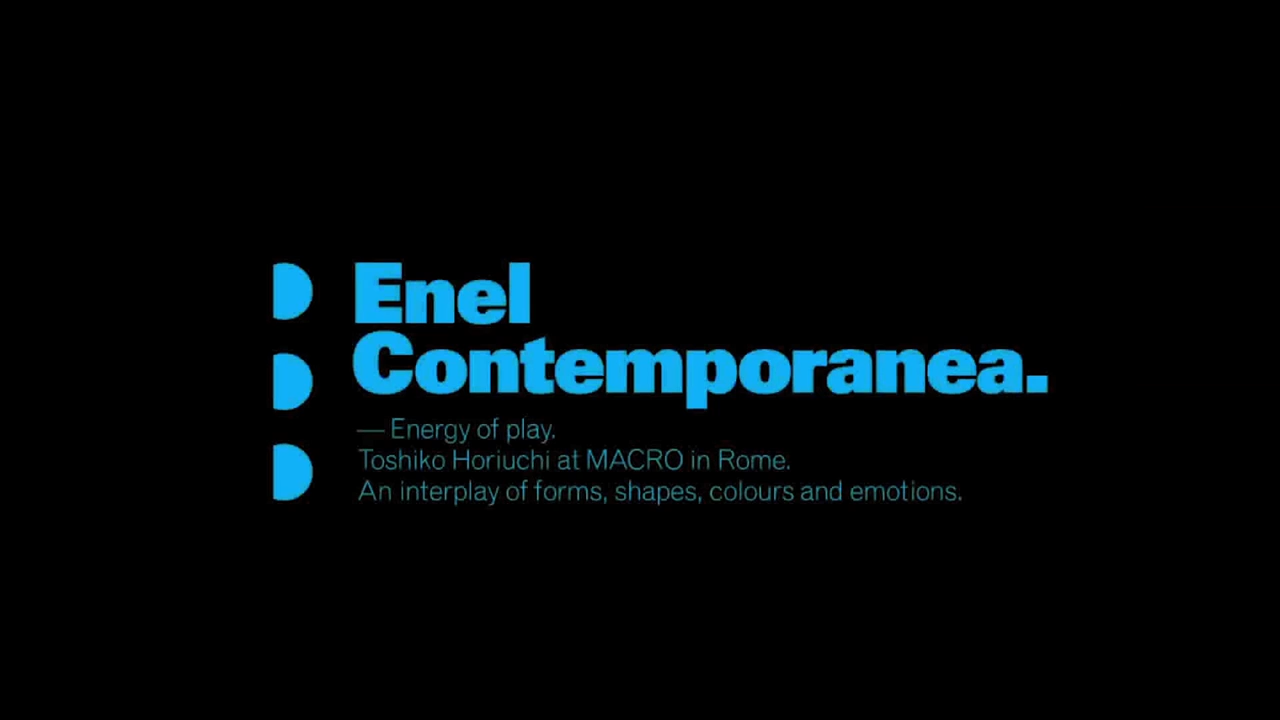 Enel
Contemporanea.
— Energy of play.
Toshiko Horiuchi at MACRO in Rome.
An interplay of forms, shapes, colours and emotions.